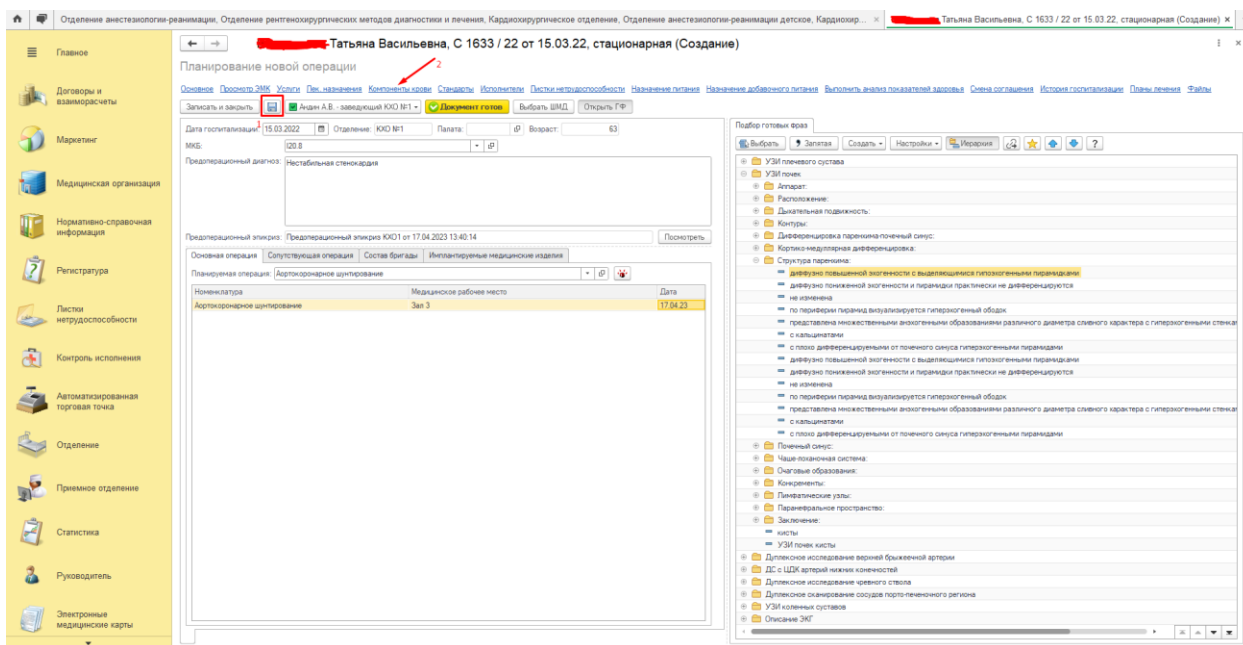 Отделение анестезиологии-реанимации, Отделение рентгенохирургических методов диагностики и лечения, Кардиохирургическое отделение, Отделение анестезиологии-реанимации детское, Кардиохир... ×
Татьяна Васильевна, С 1633 / 22 от 15.03.22, стационарная (Создание) ×
Главное
Договоры и
взаиморасчеты
Маркетинг
Медицинская организация
Нормативно-справочная
информация
Регистратура
Листки
нетрудоспособности
Контроль исполнения
Автоматизированная
торговая точка
Отделение
Приемное отделение
Статистика
Руководитель
Электронные
медицинские карты
Татьяна Васильевна, С 1633 / 22 от 15.03.22, стационарная (Создание)
Планирование новой операции
2
Основное Просмотр ЭМК Услуги Лек. назначения Компоненты крови Стандарты Исполнители Листки нетрудоспособности Назначение питания Назначение добавочного питания Выполнить анализ показателей здоровья Смена соглашения История госпитализации Планы лечения Файлы
Записать и закрыть Андин А.В. - заведующий КХО №1 Документ готов Выбрать ШМД Открыть ГФ
1
Дата госпитализации: 15.03.2022 Отделение: КХО №1 Палата: Возраст: 63
МКБ: I20.8
Предоперационный диагноз: Нестабильная стенокардия
Предоперационный эпикриз: Предоперационный эпикриз КХО1 от 17.04.2023 13:40:14 Посмотреть
Основная операция Сопутствующая операция Состав бригады Имплантируемые медицинские изделия
Планируемая операция: Аортокоронарное шунтирование
Номенклатура Медицинское рабочее место Дата
Аортокоронарное шунтирование Зал 3 17.04.23
Подбор готовых фраз
Выбрать Запятая Создать Настройки Иерархия ?
УЗИ плечевого сустава
УЗИ почек
Аппарат:
Расположение:
Дыхательная подвижность:
Контуры:
Дифференцировка паренхима-почечный синус:
Кортико-медуллярная дифференцировка:
Структура паренхима:
диффузно повышенной эхогенности с выделяющимися гипоэхогенными пирамидками
диффузно пониженной эхогенности и пирамидки практически не дифференцируются
не изменена
по периферии пирамид визуализируется гиперэхогенный ободок
представлена множественными анэхогенными образованиями различного диаметра сливного характера с гиперэхогенными стенка
с кальцинатами
с плохо дифференцируемыми от почечного синуса гиперэхогенными пирамидами
диффузно повышенной эхогенности с выделяющимися гипоэхогенными пирамидками
диффузно пониженной эхогенности и пирамидки практически не дифференцируются
не изменена
по периферии пирамид визуализируется гиперэхогенный ободок
представлена множественными анэхогенными образованиями различного диаметра сливного характера с гиперэхогенными стенка
с кальцинатами
с плохо дифференцируемыми от почечного синуса гиперэхогенными пирамидами
Почечный синус:
Чаше-лоханочная система:
Очаговые образования:
Конкременты:
Лимфатические узлы:
Паранефральное пространство:
Заключение:
кисты
УЗИ почек кисты
Дуплексное исследование верхней брыжеечной артерии
ДС с ЦДК артерий нижних конечностей
Дуплексное исследование чревного ствола
Дуплексное сканирование сосудов порто-печеночного региона
УЗИ коленных суставов
Описание ЭКГ